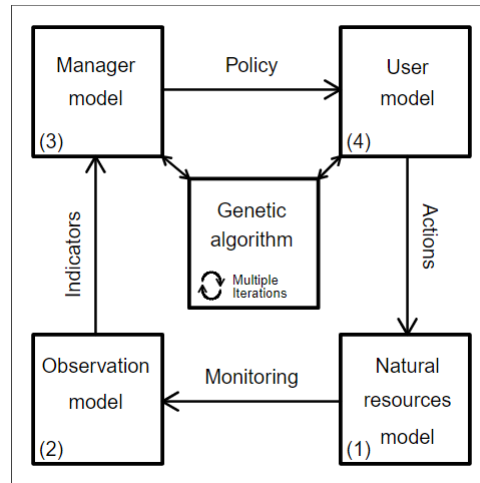 Manager
model
(3)
Policy
User
model
(4)
Genetic
algorithm
Multiple
Iterations
Indicators
Actions
Observation
model
(2)
Monitoring
Natural
resources
model
(1)